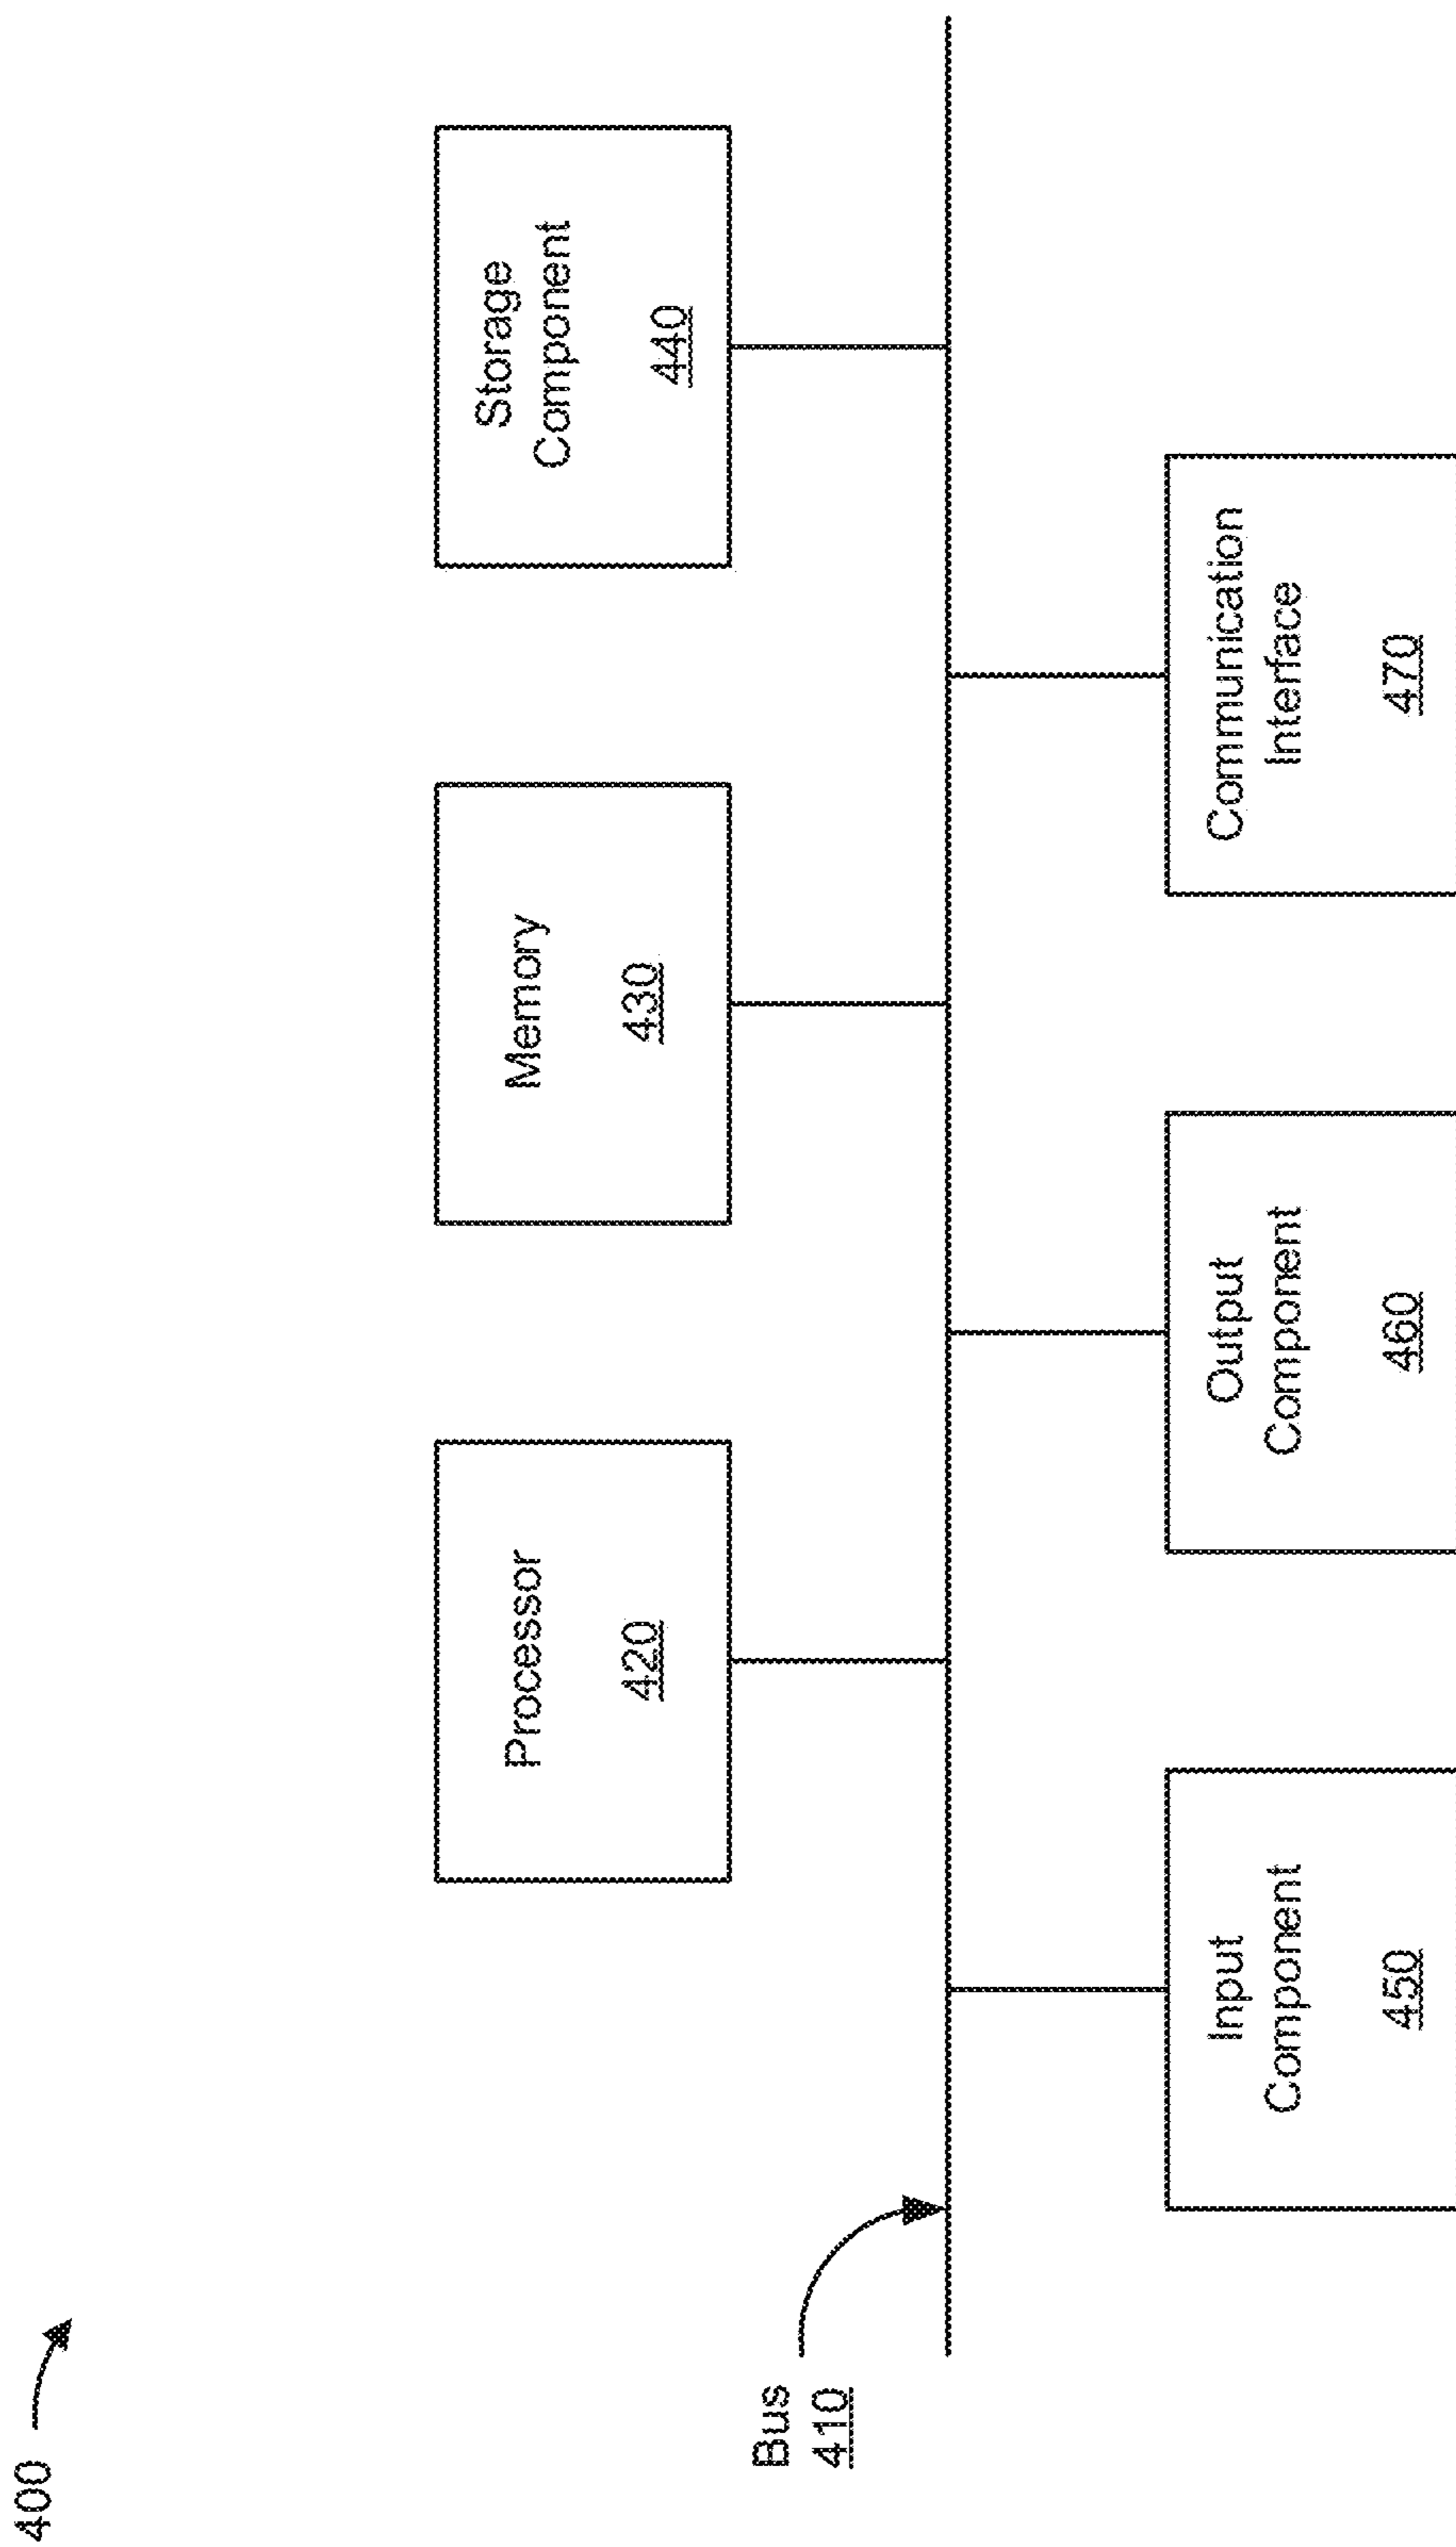 400
Processor
420
Memory
430
Storage
Component
440
Bus
410
Input
Component
450
Output
Component
460
Communication
Interface
470